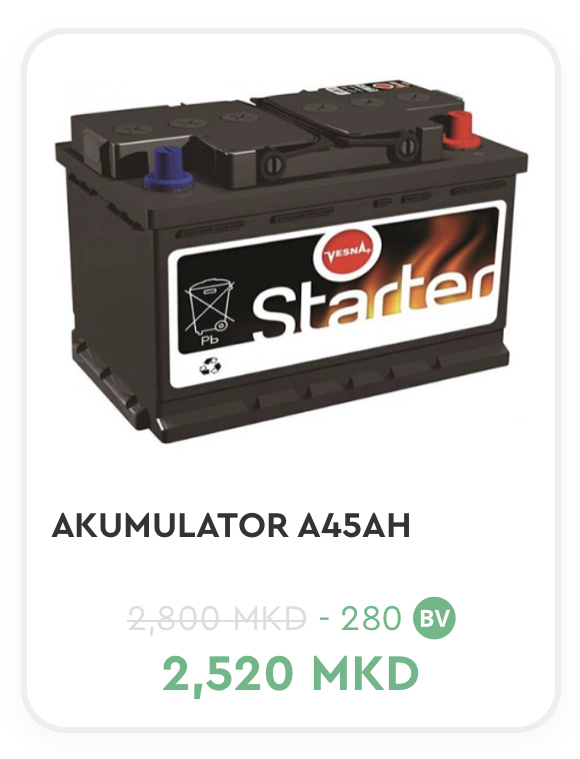 VESNA
Starter
Pb
AKUMULATOR A45AH
2,800 MKD - 280 BV
2,520 MKD